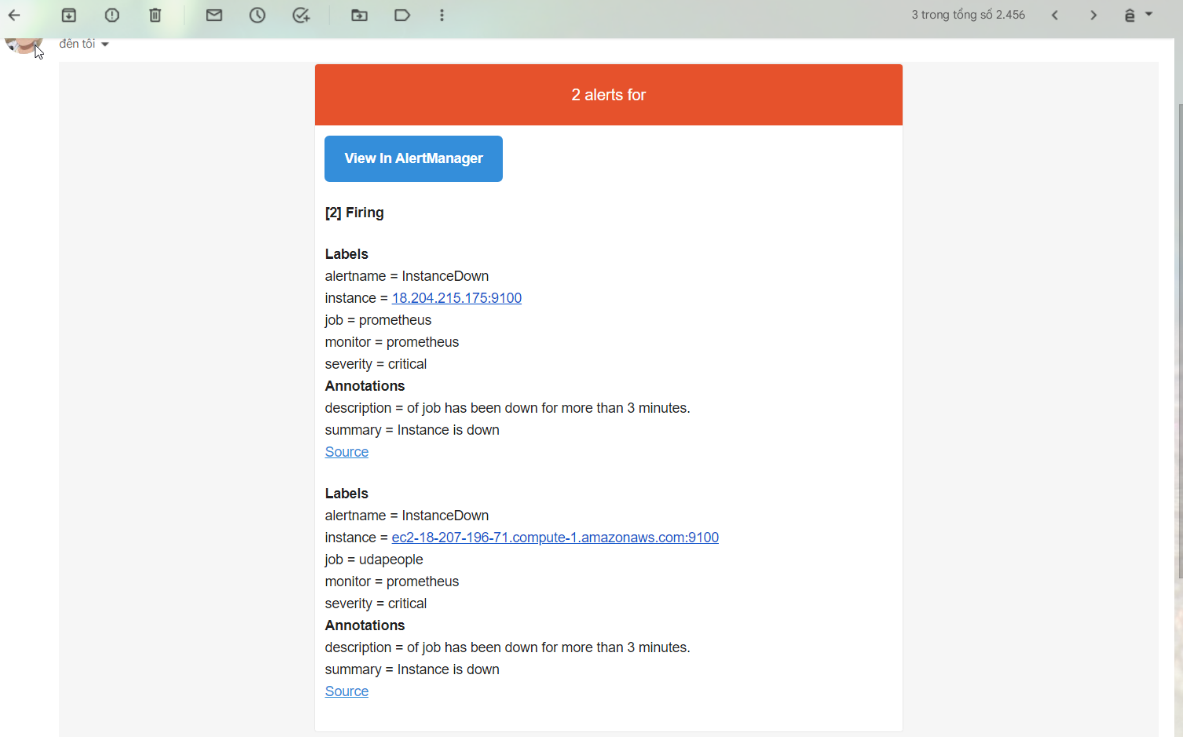 3 trong tổng số 2.456
đến tôi
2 alerts for
View In AlertManager
[2] Firing
Labels
alertname = InstanceDown
instance = 18.204.215.175:9100
job = prometheus
monitor = prometheus
severity = critical
Annotations
description = of job has been down for more than 3 minutes.
summary = Instance is down
Source
Labels
alertname = InstanceDown
instance = ec2-18-207-196-71.compute-1.amazonaws.com:9100
job = udapeople
monitor = prometheus
severity = critical
Annotations
description = of job has been down for more than 3 minutes.
summary = Instance is down
Source